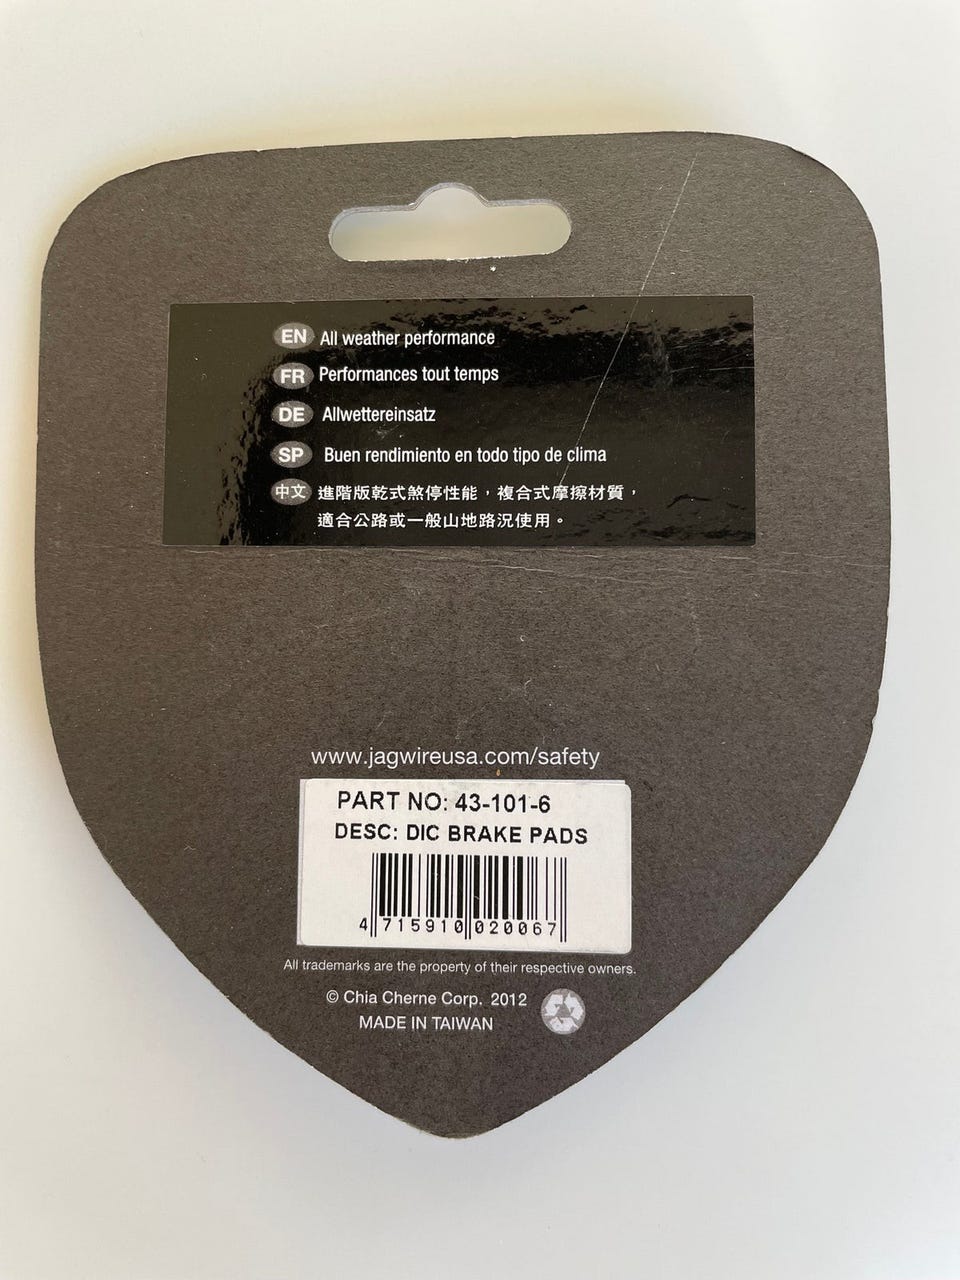 EN All weather performance
FR Performances tout temps
DE Allwettereinsatz
SP Buen rendimiento en todo tipo de clima
中文 進階版乾式煞停性能，複合式摩擦材質，
適合公路或一般山地路況使用。
www.jagwireusa.com/safety
PART NO: 43-101-6
DESC: DIC BRAKE PADS
4 715910 020067
All trademarks are the property of their respective owners.
© Chia Cherne Corp. 2012
MADE IN TAIWAN